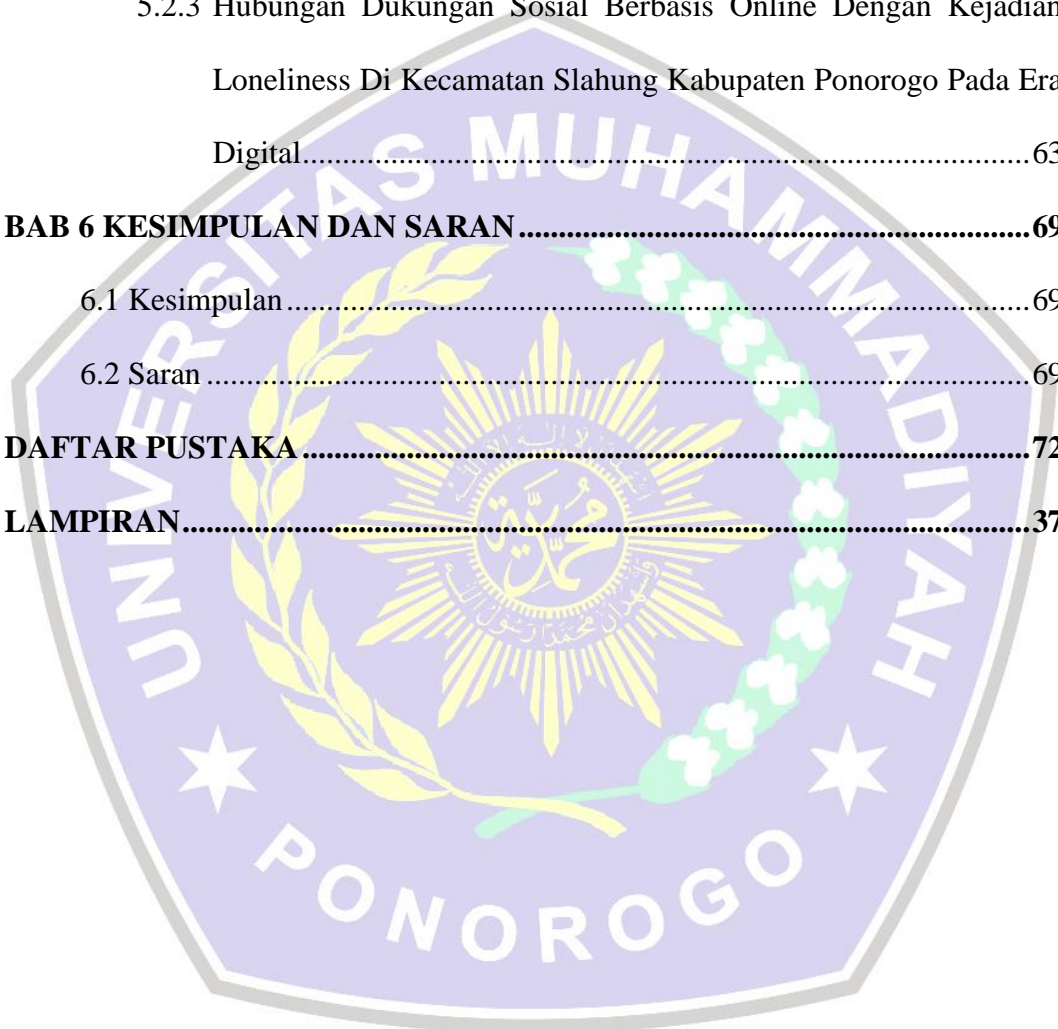 5.2.3 Hubungan Dukungan Sosial Berbasis Online Dengan Kejadian
Loneliness Di Kecamatan Slahung Kabupaten Ponorogo Pada Era
Digital.....63
BAB 6 KESIMPULAN DAN SARAN.....69
6.1 Kesimpulan.....69
6.2 Saran.....69
DAFTAR PUSTAKA.....72
LAMPIRAN.....37
UNIVERSITAS MUHAMMADIYAH
PONOROGO